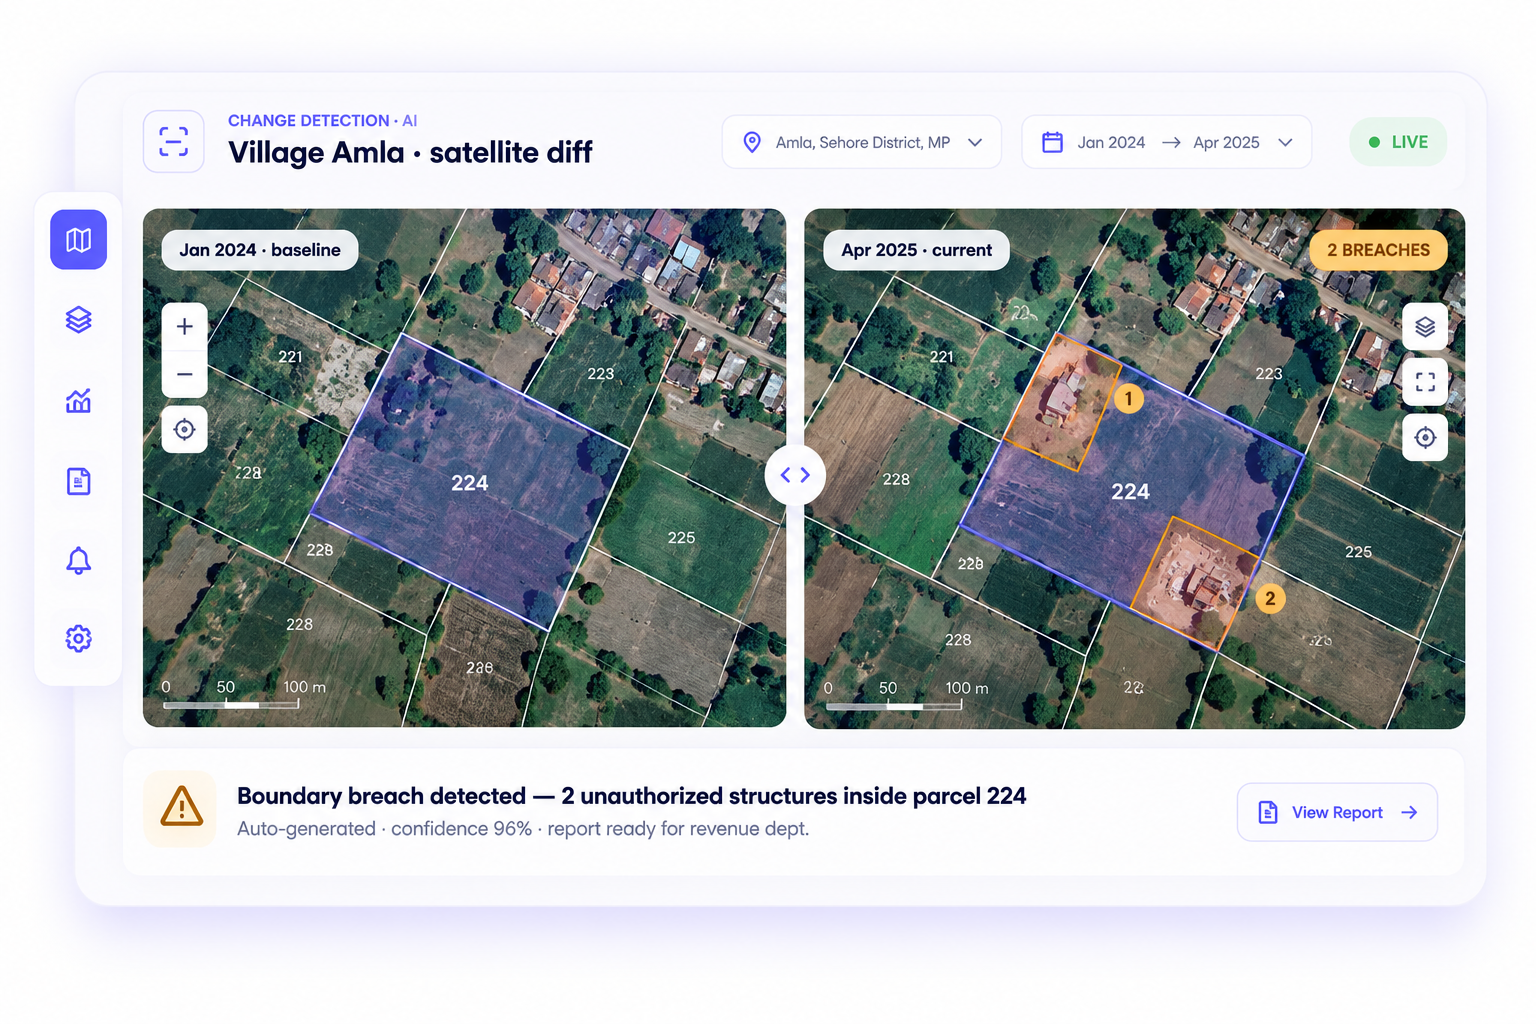 CHANGE DETECTION · AI
Village Amla · satellite diff
Amla, Sehore District, MP
Jan 2024 → Apr 2025
LIVE
Jan 2024 · baseline
221
223
224
225
228
228
0 50 100 m
Apr 2025 · current
2 BREACHES
221
223
1
228
224
225
2
228
0 50 100 m
Boundary breach detected — 2 unauthorized structures inside parcel 224
Auto-generated · confidence 96% · report ready for revenue dept.
View Report →